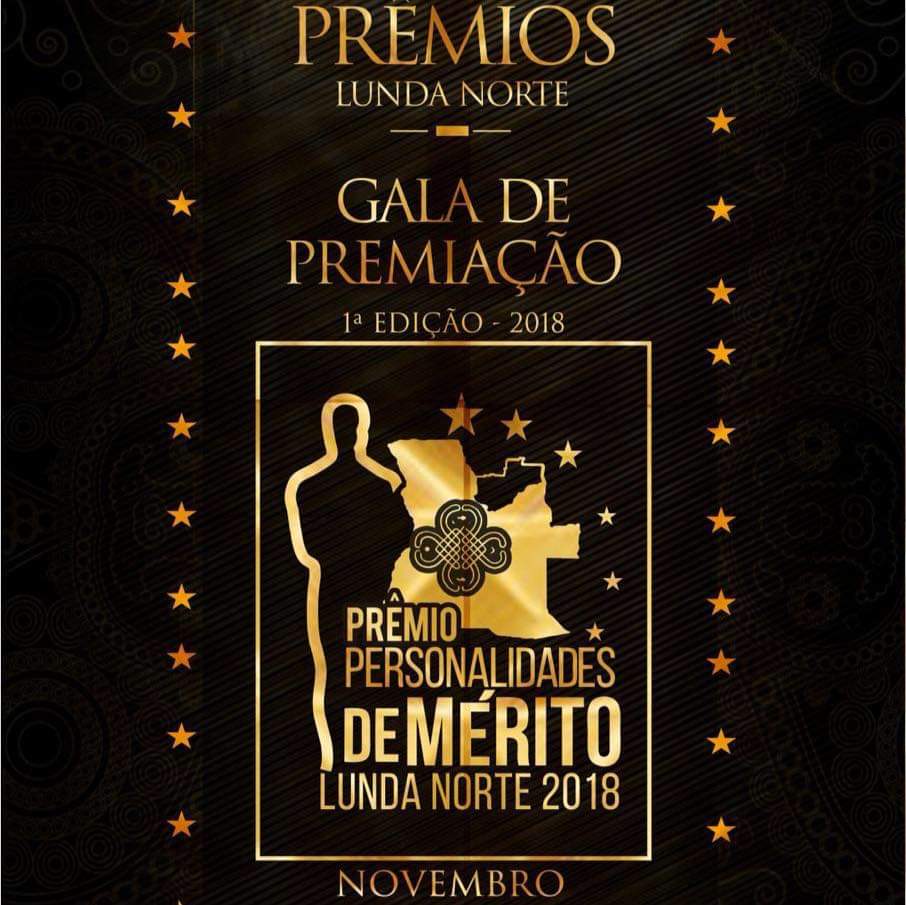 PRÊMIOS
LUNDA NORTE
GALA DE
PREMIAÇÃO
1ª EDIÇÃO - 2018
PRÊMIO
PERSONALIDADES
DE MÉRITO
LUNDA NORTE 2018
NOVEMBRO